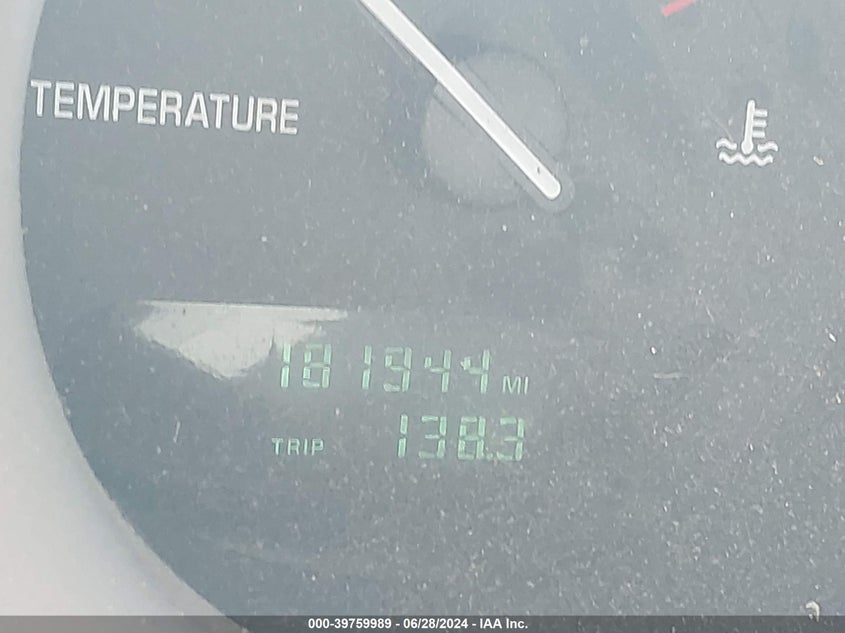 TEMPERATURE
181944 MI
TRIP 138.3
000-39759989 - 06/28/2024 - IAA Inc.